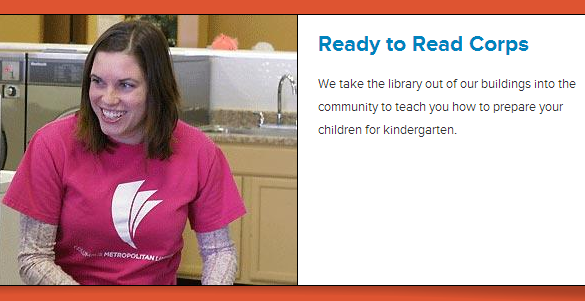 Ready to Read Corps
We take the library out of our buildings into the
community to teach you how to prepare your
children for kindergarten.
METROPOLITAN